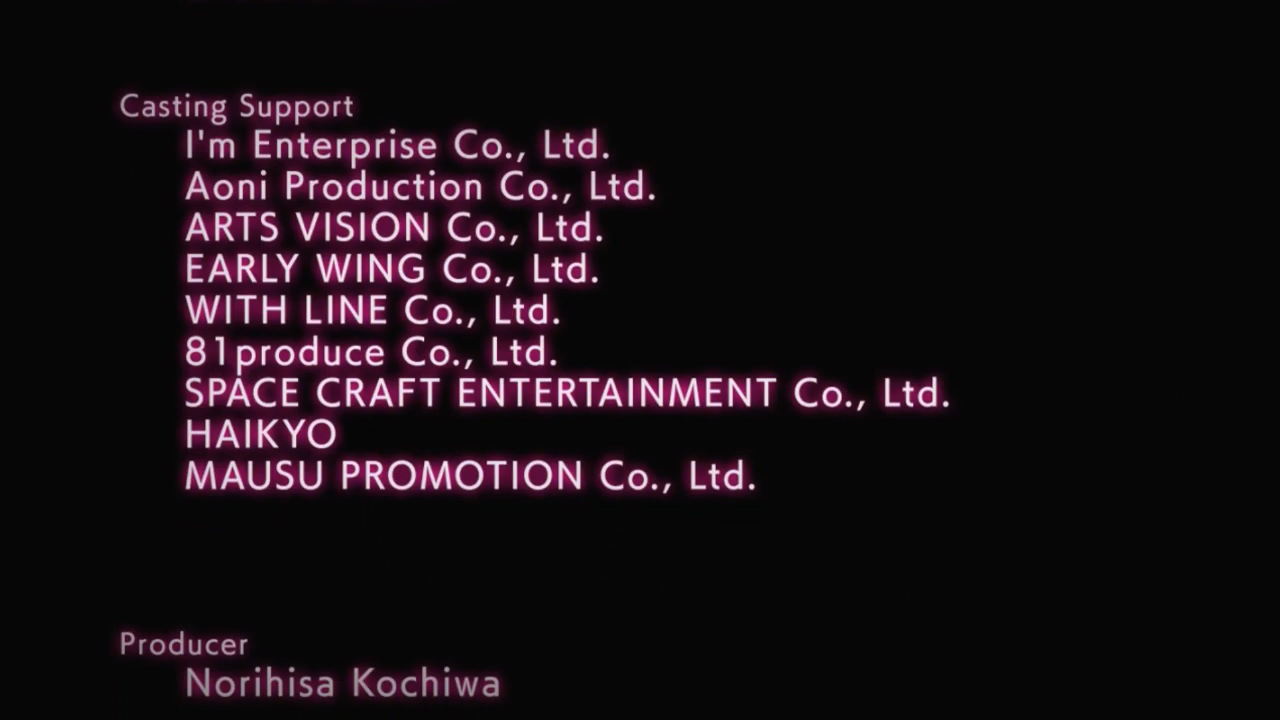 Casting Support
I'm Enterprise Co., Ltd.
Aoni Production Co., Ltd.
ARTS VISION Co., Ltd.
EARLY WING Co., Ltd.
WITH LINE Co., Ltd.
81produce Co., Ltd.
SPACE CRAFT ENTERTAINMENT Co., Ltd.
HAIKYO
MAUSU PROMOTION Co., Ltd.
Producer
Norihisa Kochiwa